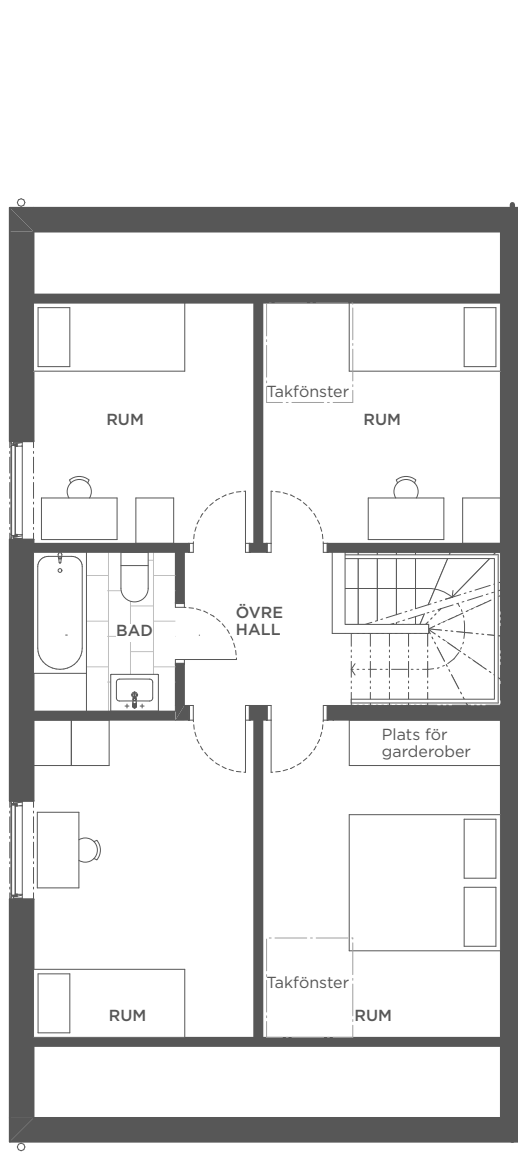 Takfönster
RUM
RUM
ÖVRE
HALL
BAD
Plats för
garderober
Takfönster
RUM
RUM